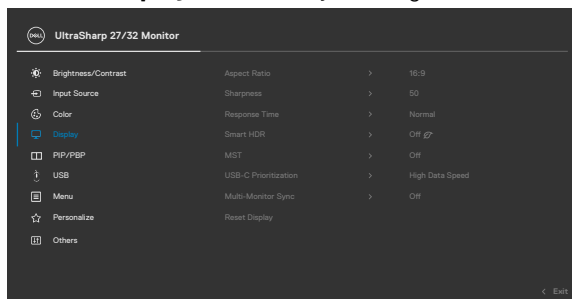 DELL UltraSharp 27/32 Monitor
Brightness/Contrast Aspect Ratio > 16:9
Input Source Sharpness > 50
Color Response Time > Normal
Display Smart HDR > Off
PIP/PBP MST > Off
USB USB-C Prioritization > High Data Speed
Menu Multi-Monitor Sync > Off
Personalize Reset Display
Others
< Exit